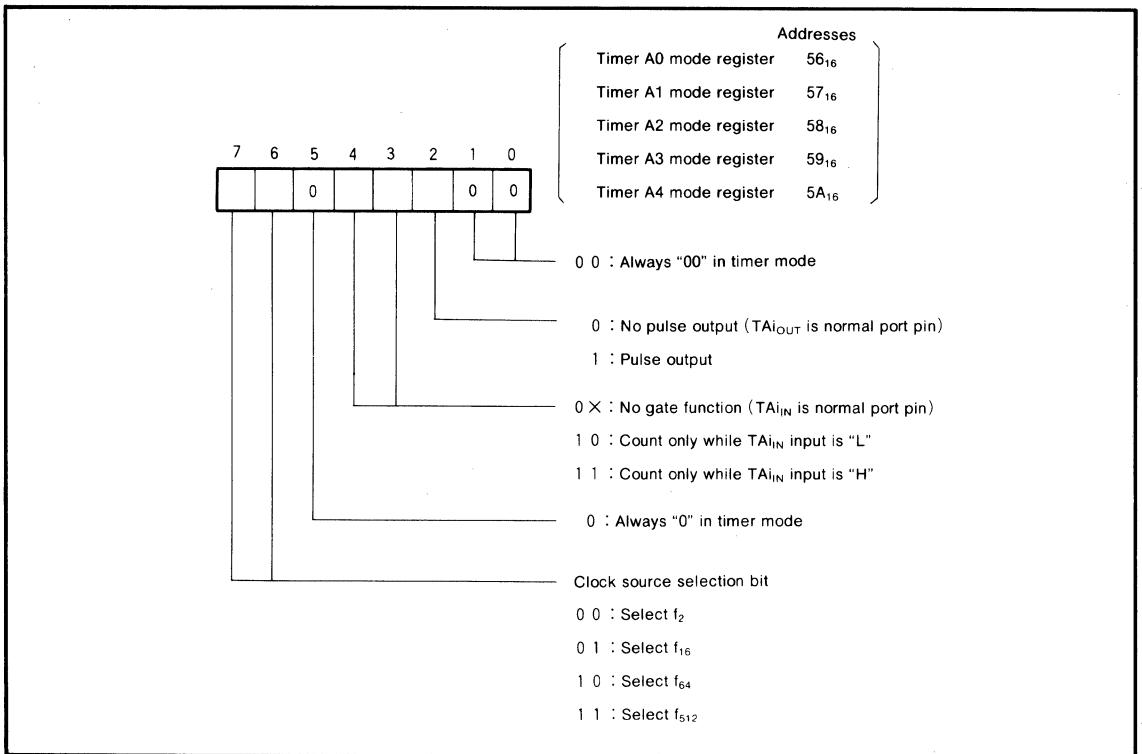 Addresses
Timer A0 mode register 56₁₆
Timer A1 mode register 57₁₆
Timer A2 mode register 58₁₆
Timer A3 mode register 59₁₆
Timer A4 mode register 5A₁₆
7 6 5 4 3 2 1 0
0 0 0
0 0 : Always “00” in timer mode
0 : No pulse output (TAiOUT is normal port pin)
1 : Pulse output
0 × : No gate function (TAiIN is normal port pin)
1 0 : Count only while TAiIN input is “L”
1 1 : Count only while TAiIN input is “H”
0 : Always “0” in timer mode
Clock source selection bit
0 0 : Select f₂
0 1 : Select f₁₆
1 0 : Select f₆₄
1 1 : Select f₅₁₂